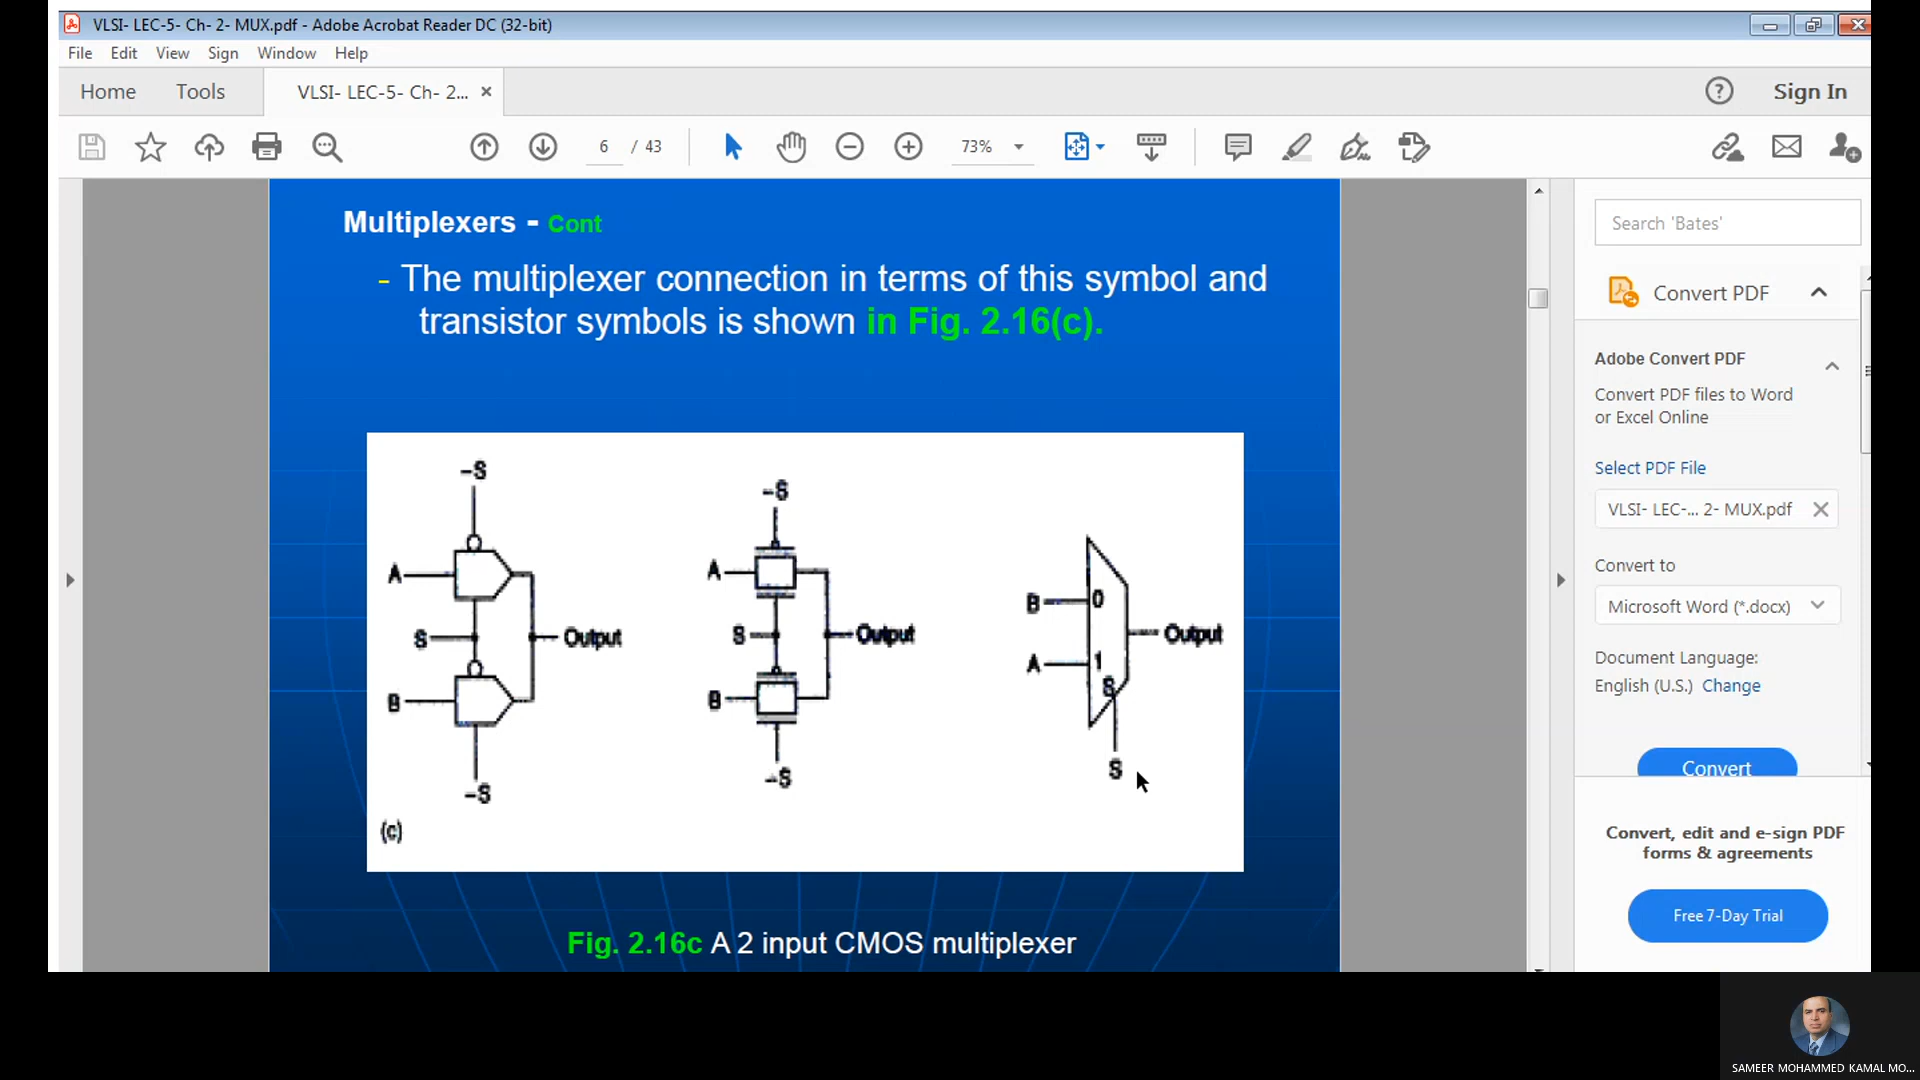 VLSI- LEC-5- Ch- 2- MUX.pdf - Adobe Acrobat Reader DC (32-bit)
File Edit View Sign Window Help
Home Tools VLSI- LEC-5- Ch- 2... × ? Sign In
6 / 43 73%
Multiplexers - Cont
- The multiplexer connection in terms of this symbol and
transistor symbols is shown in Fig. 2.16(c).
-S
A
S
Output
B
-S
(c)
-S
A
S
Output
B
-S
B 0
A 1
S
Output
S
Fig. 2.16c A 2 input CMOS multiplexer
Search 'Bates'
Convert PDF
Adobe Convert PDF
Convert PDF files to Word
or Excel Online
Select PDF File
VLSI- LEC-... 2- MUX.pdf
Convert to
Microsoft Word (*.docx)
Document Language:
English (U.S.) Change
Convert
Convert, edit and e-sign PDF
forms & agreements
Free 7-Day Trial
SAMEER MOHAMMED KAMAL MO...